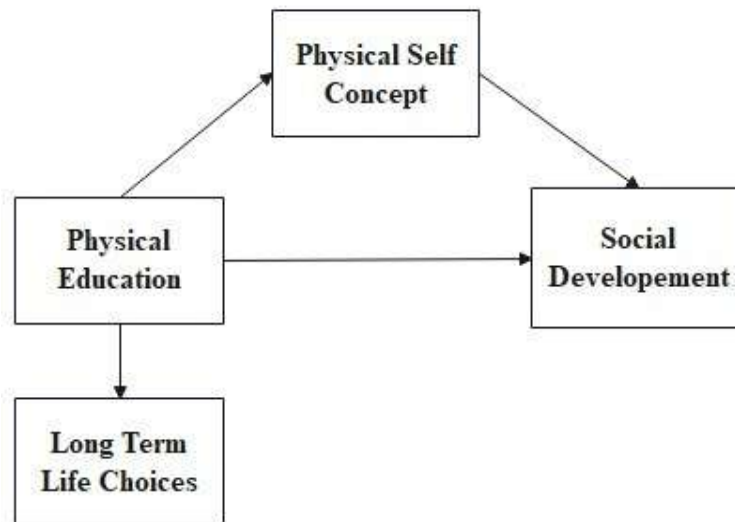 Physical Self
Concept
Physical
Education
Social
Developement
Long Term
Life Choices